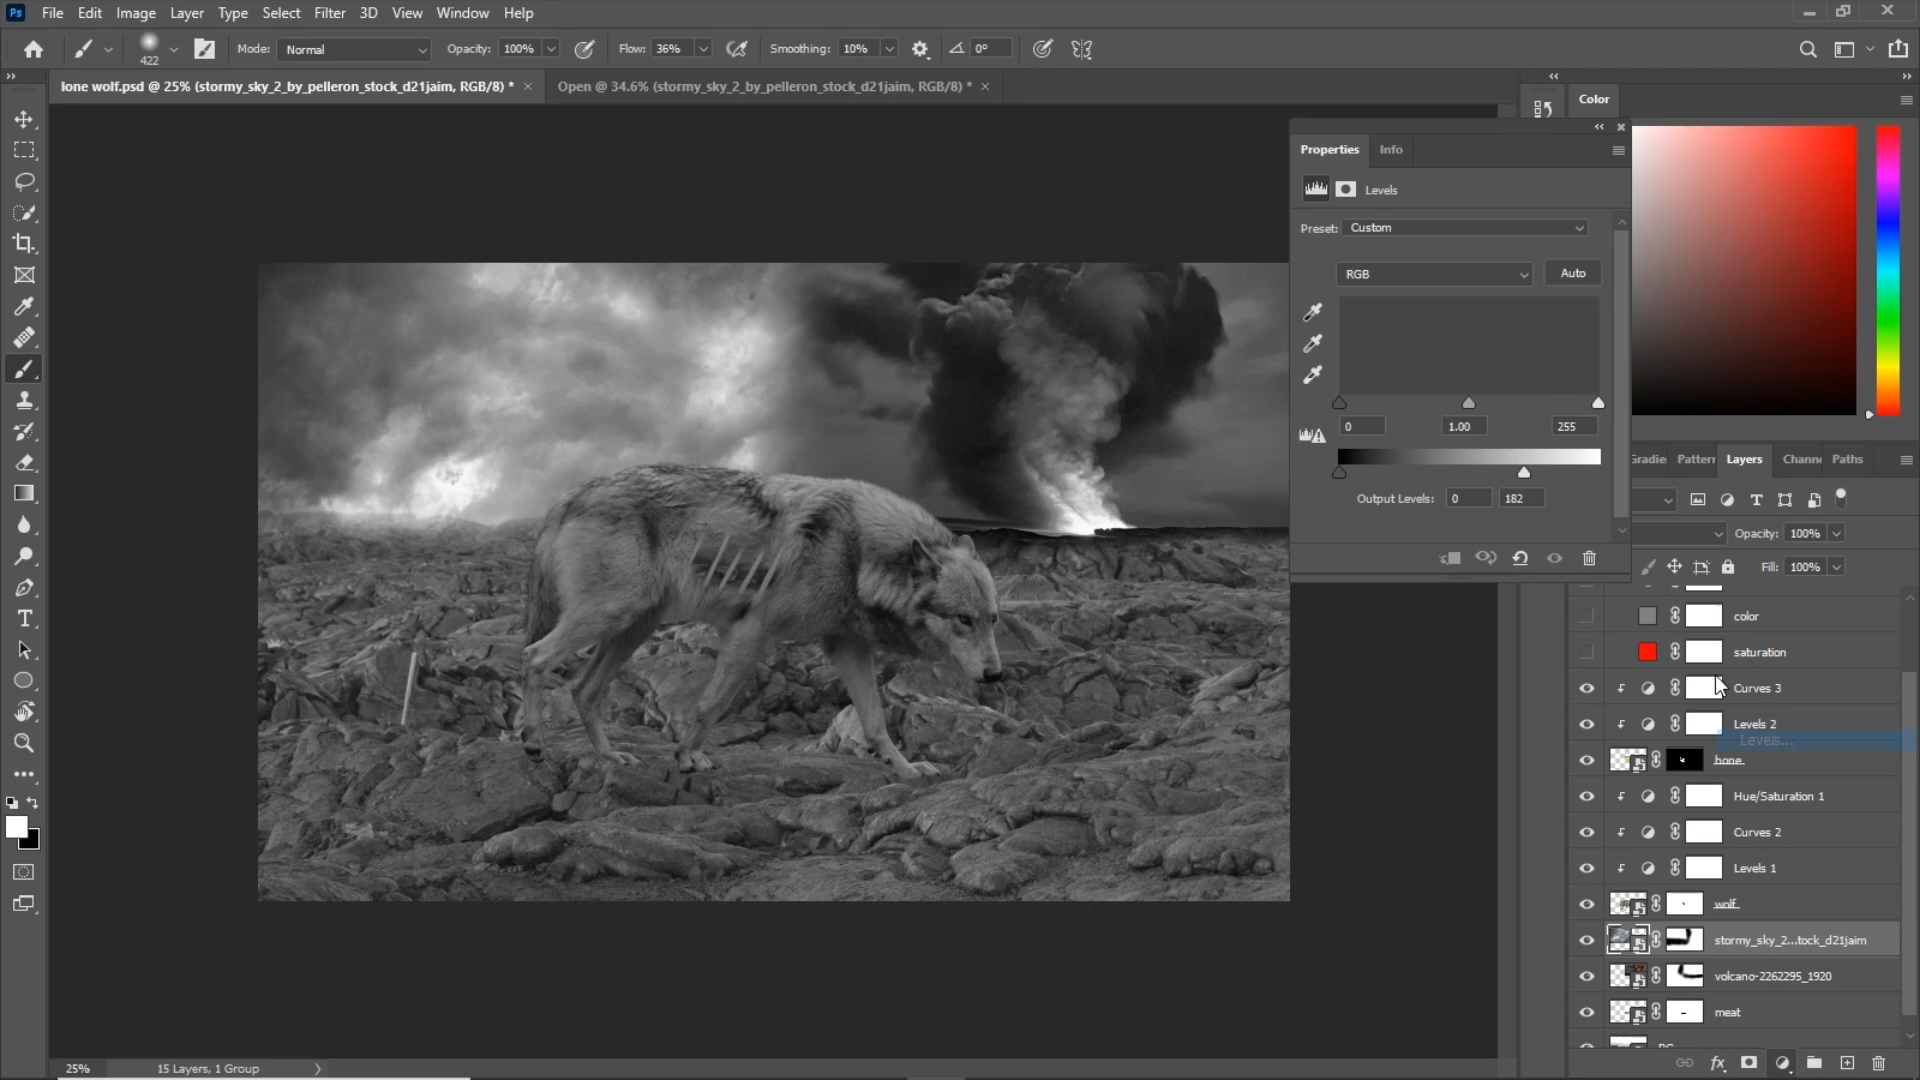 Ps File Edit Image Layer Type Select Filter 3D View Window Help
422 Mode: Normal Opacity: 100% Flow: 36% Smoothing: 10% 0°
lone wolf.psd @ 25% (stormy_sky_2_by_pelleron_stock_d21jaim, RGB/8) * × Open @ 34.6% (stormy_sky_2_by_pelleron_stock_d21jaim, RGB/8) * ×
Color
Properties Info
Levels
Preset: Custom
RGB Auto
0 1.00 255
Output Levels: 0 182
Gradie Pattern Layers Chann Paths
Opacity: 100%
Fill: 100%
color
saturation
Curves 3
Levels 2
Levels...
bone
Hue/Saturation 1
Curves 2
Levels 1
wolf
stormy_sky_2...tock_d21jaim
volcano-2262295_1920
meat
25% 15 Layers, 1 Group